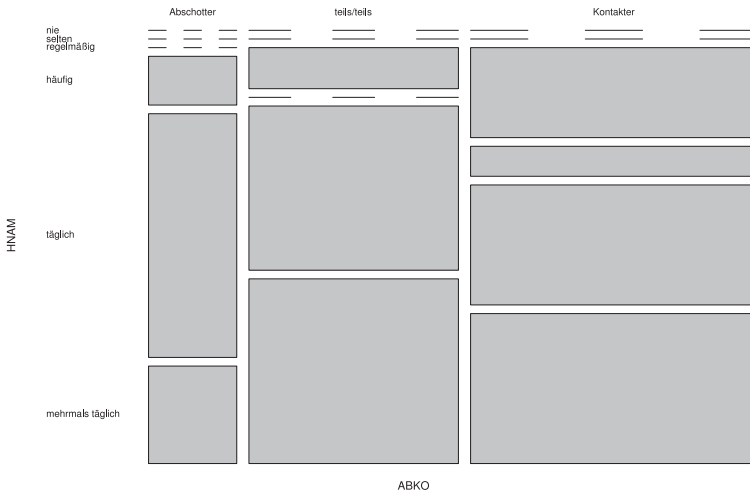 Abschotter teils/teils Kontakter
nie
selten
regelmäßig
häufig
täglich
mehrmals täglich
HNAM
ABKO